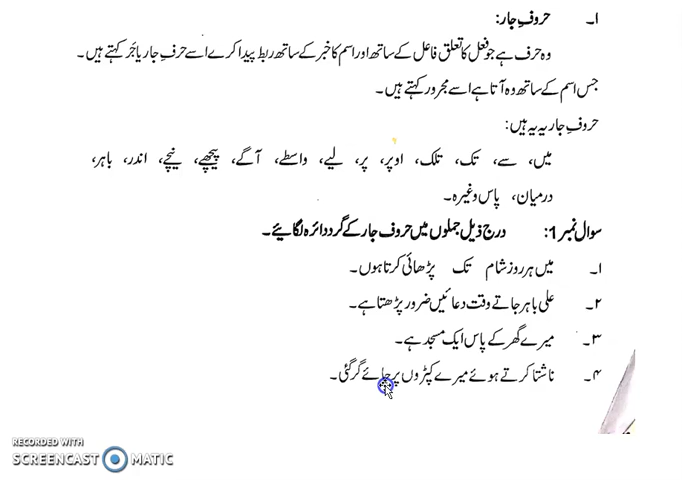 ۱۔ حروفِ جار:
وہ حرف ہے جو فعل کا تعلق فاعل کے ساتھ اور اسم کا خبر کے ساتھ ربط پیدا کرے اسے حرفِ جار یا جَر کہتے ہیں۔
جس اسم کے ساتھ وہ آتا ہے اسے مجرور کہتے ہیں۔
حروفِ جار یہ یہ ہیں:
میں، سے، تک، تلک، اوپر، پر، لیے، واسطے، آگے، پیچھے، نیچے، اندر، باہر،
درمیان، پاس وغیرہ۔
سوال نمبر 1: درج ذیل جملوں میں حروف جار کے گرد دائرہ لگائیے۔
۱۔ میں ہر روز شام تک پڑھائی کرتا ہوں۔
۲۔ علی باہر جاتے وقت دعائیں ضرور پڑھتا ہے۔
۳۔ میرے گھر کے پاس ایک مسجد ہے۔
۴۔ ناشتا کرتے ہوئے میرے کپڑوں پر چائے گر گئی۔
RECORDED WITH
SCREENCAST MATIC